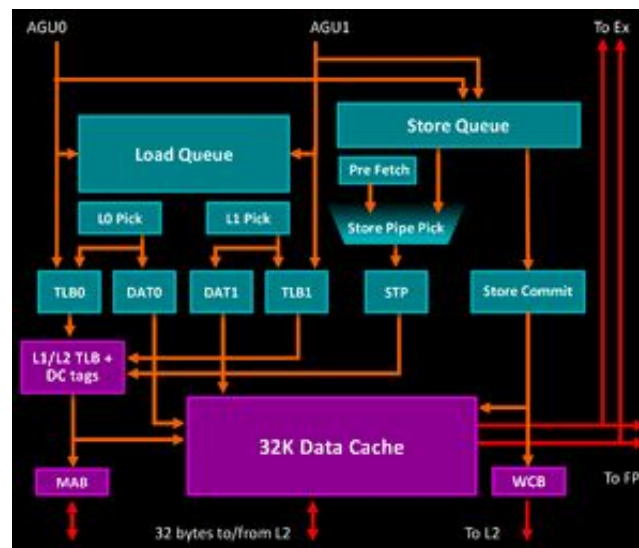 AGU0
AGU1
To Ex
Store Queue
Load Queue
Pre Fetch
L0 Pick
L1 Pick
Store Pipe Pick
TLB0
DAT0
DAT1
TLB1
STP
Store Commit
L1/L2 TLB +
DC tags
32K Data Cache
MAB
WCB
To FP
32 bytes to/from L2
To L2